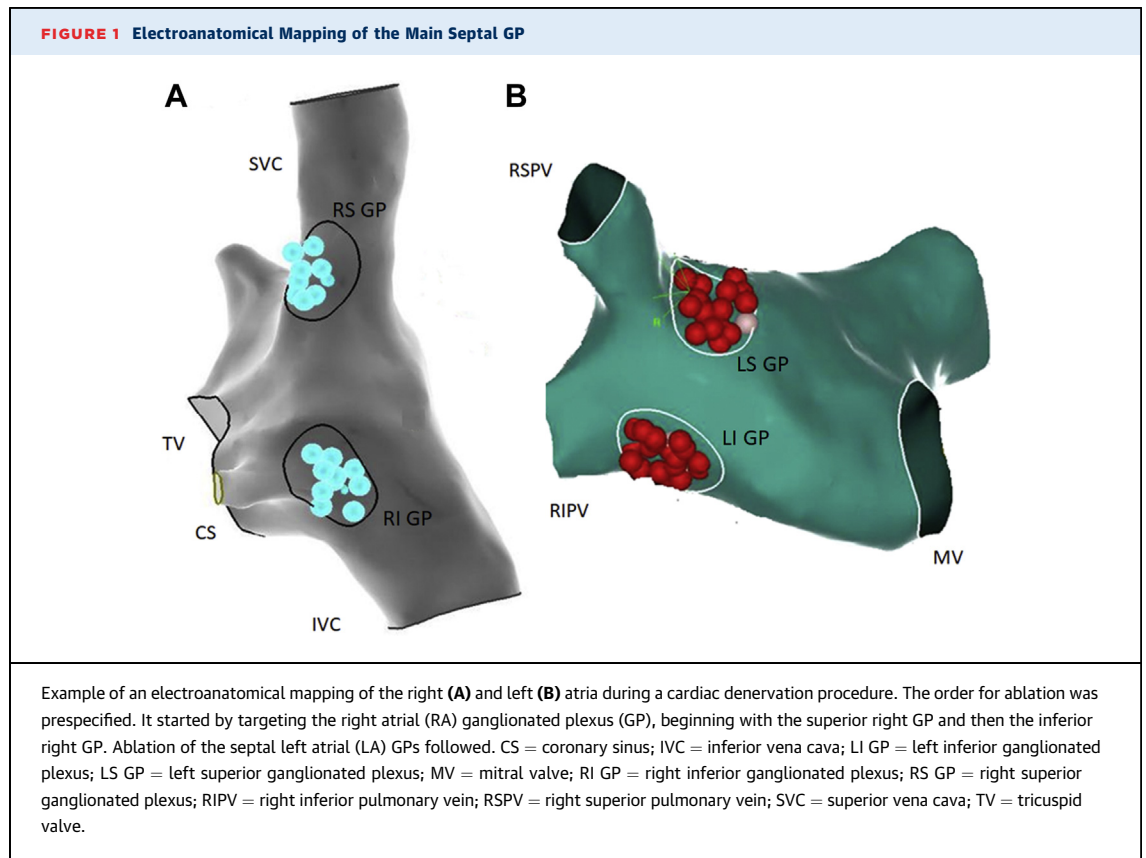 FIGURE 1 Electroanatomical Mapping of the Main Septal GP
A
B
SVC
RS GP
TV
CS
RI GP
IVC
RSPV
LS GP
LI GP
RIPV
MV
Example of an electroanatomical mapping of the right (A) and left (B) atria during a cardiac denervation procedure. The order for ablation was
prespecified. It started by targeting the right atrial (RA) ganglionated plexus (GP), beginning with the superior right GP and then the inferior
right GP. Ablation of the septal left atrial (LA) GPs followed. CS = coronary sinus; IVC = inferior vena cava; LI GP = left inferior ganglionated
plexus; LS GP = left superior ganglionated plexus; MV = mitral valve; RI GP = right inferior ganglionated plexus; RS GP = right superior
ganglionated plexus; RIPV = right inferior pulmonary vein; RSPV = right superior pulmonary vein; SVC = superior vena cava; TV = tricuspid
valve.